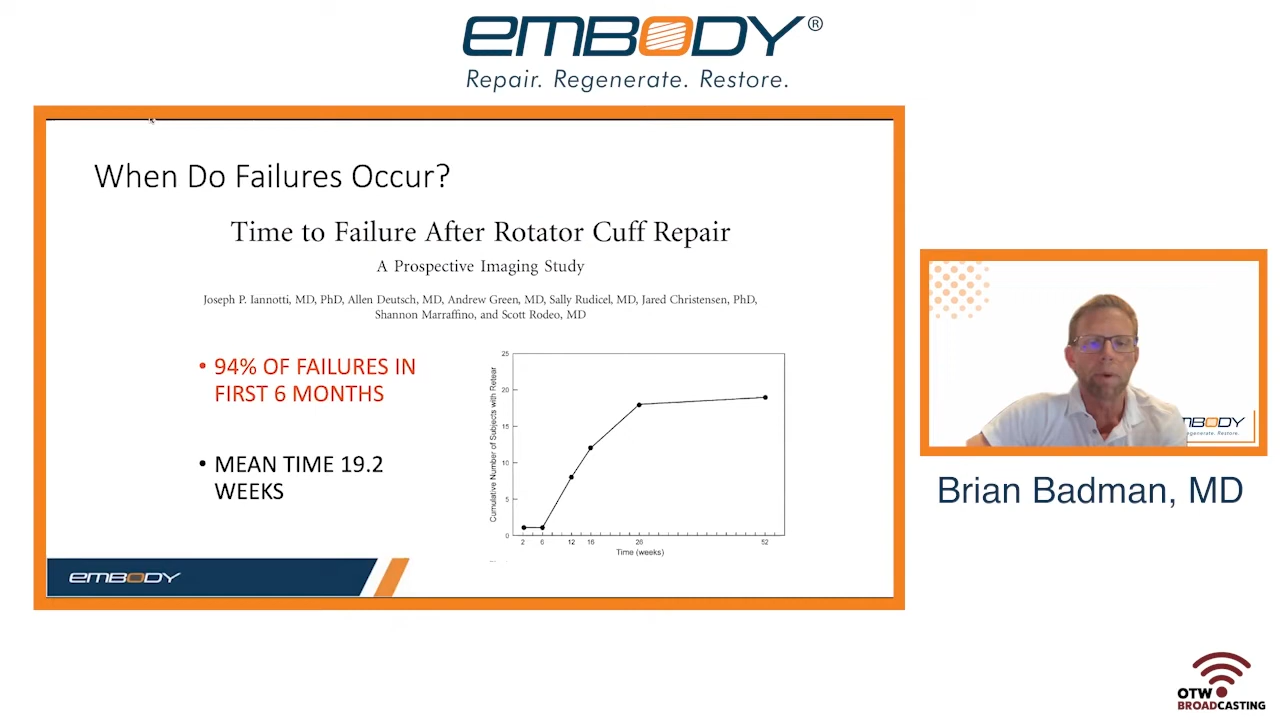 EMBODY®
Repair. Regenerate. Restore.
When Do Failures Occur?
Time to Failure After Rotator Cuff Repair
A Prospective Imaging Study
Joseph P. Iannotti, MD, PhD, Allen Deutsch, MD, Andrew Green, MD, Sally Rudicel, MD, Jared Christensen, PhD,
Shannon Marraffino, and Scott Rodeo, MD
• 94% OF FAILURES IN
FIRST 6 MONTHS
• MEAN TIME 19.2
WEEKS
Cumulative Number of Subjects with Retear
25
20
15
10
5
0
2 6 12 16 26 52
Time (weeks)
EMBODY
MBODY
egenerate. Restore.
Brian Badman, MD
OTW
BROADCASTING